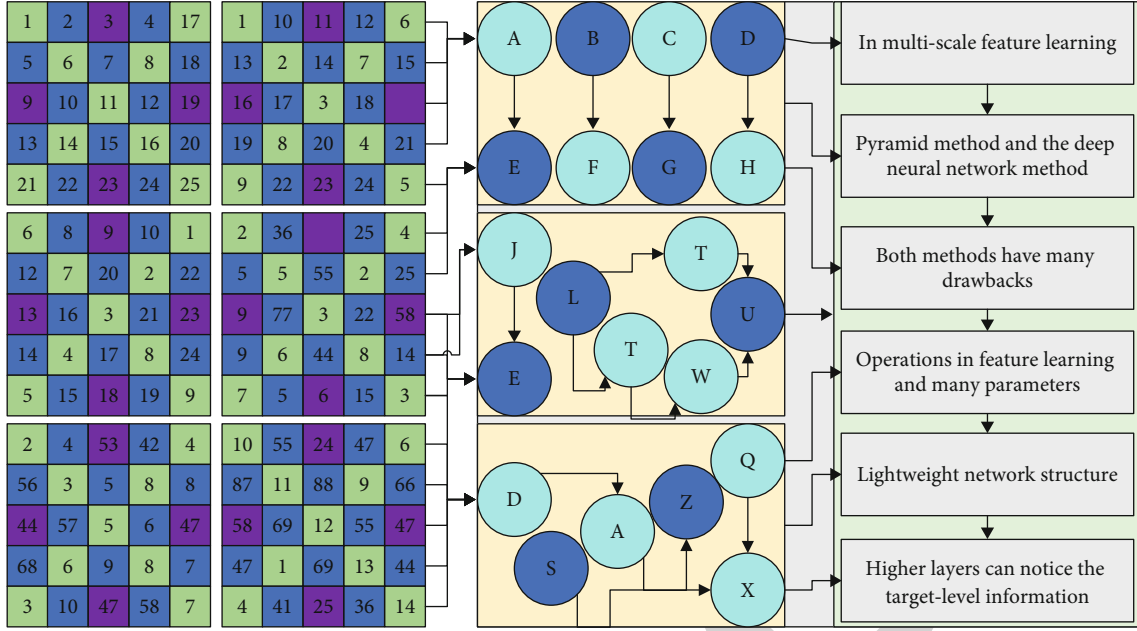 1 2 3 4 17
5 6 7 8 18
9 10 11 12 19
13 14 15 16 20
21 22 23 24 25
1 10 11 12 6
13 2 14 7 15
16 17 3 18
19 8 20 4 21
9 22 23 24 5
6 8 9 10 1
12 7 20 2 22
13 16 3 21 23
14 4 17 8 24
5 15 18 19 9
2 36 25 4
5 5 55 2 25
9 77 3 22 58
9 6 44 8 14
7 5 6 15 3
2 4 53 42 4
56 3 5 8 8
44 57 5 6 47
68 6 9 8 7
3 10 47 58 7
10 55 24 47 6
87 11 88 9 66
58 69 12 55 47
47 1 69 13 44
4 41 25 36 14
A B C D
E F G H
J
T
L
U
T
W
E
Q
D
Z
A
S
X
In multi-scale feature learning
Pyramid method and the deep
neural network method
Both methods have many
drawbacks
Operations in feature learning
and many parameters
Lightweight network structure
Higher layers can notice the
target-level information